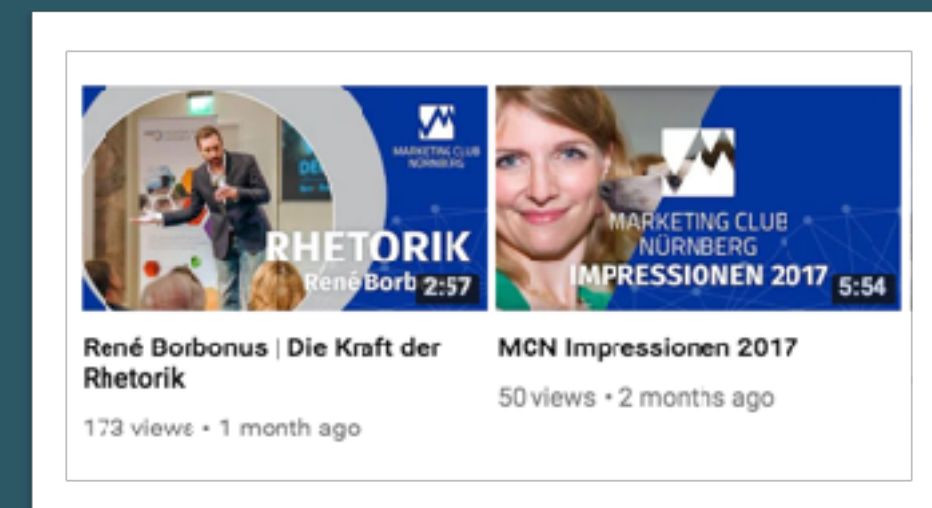 MARKETING CLUB
NÜRNBERG
RHETORIK
René Borb
2:57
MARKETING CLUB
NÜRNBERG
IMPRESSIONEN 2017
5:54
René Borbonus | Die Kraft der
Rhetorik
173 views • 1 month ago
MCN Impressionen 2017
50 views • 2 months ago